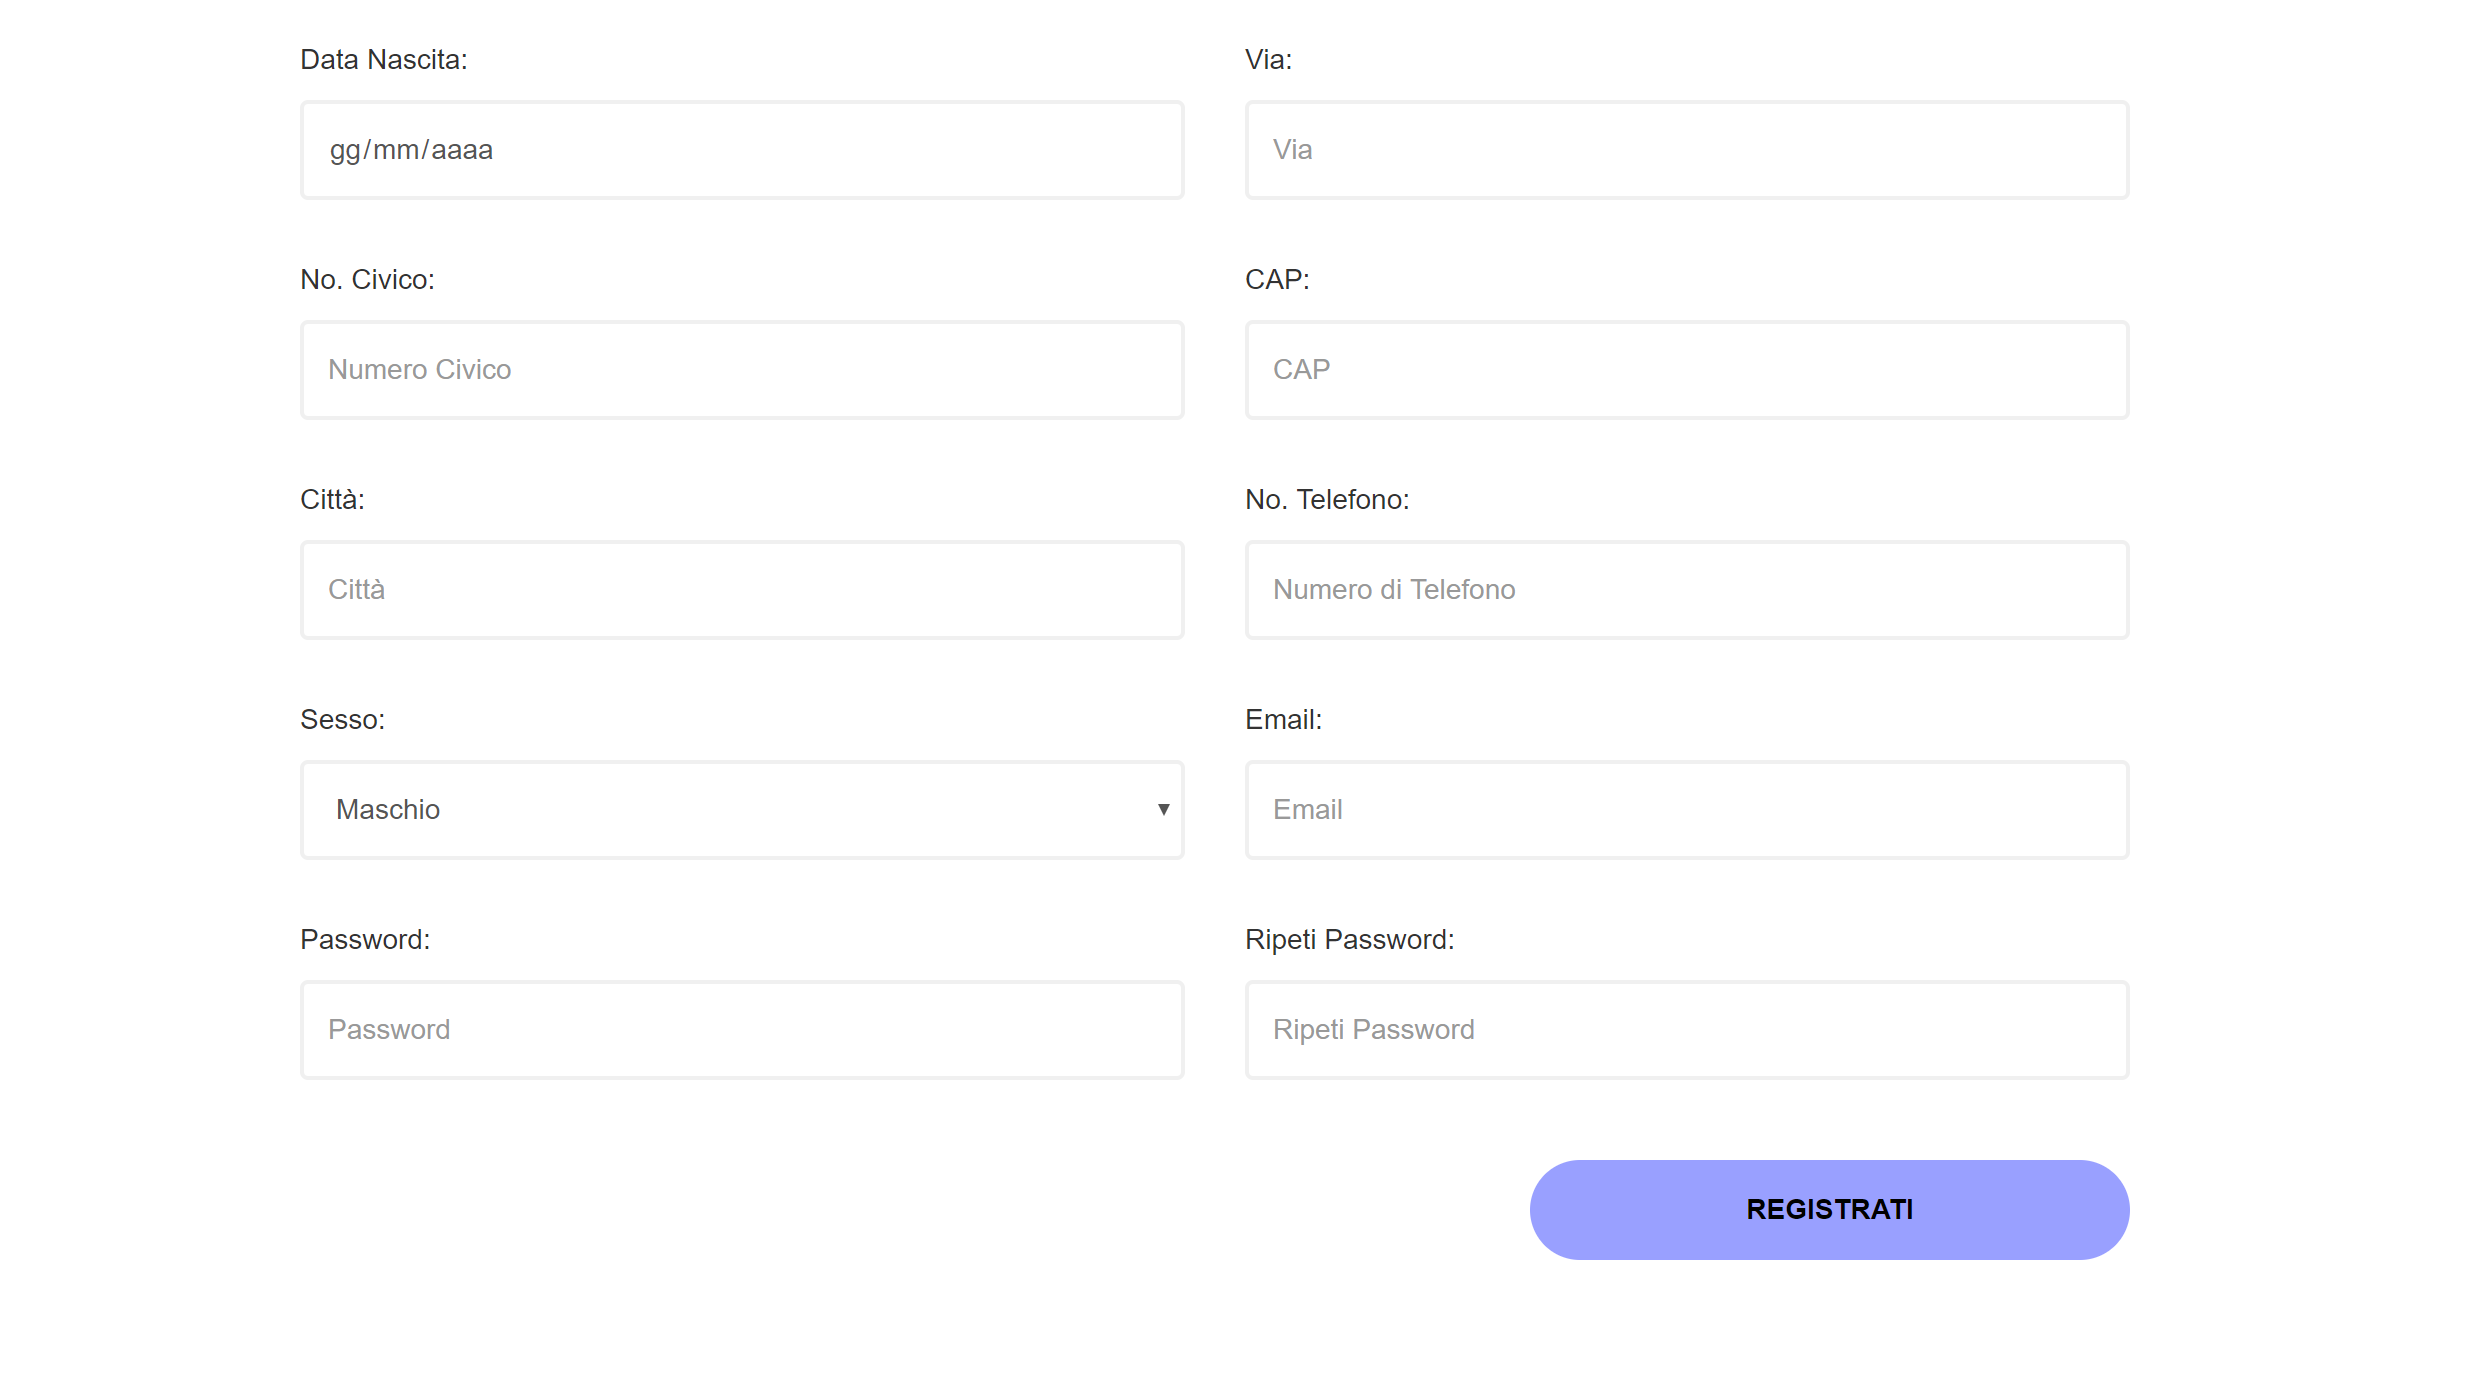 Data Nascita:
Via:
gg/mm/aaaa
Via
No. Civico:
CAP:
Numero Civico
CAP
Città:
No. Telefono:
Città
Numero di Telefono
Sesso:
Email:
Maschio
Email
Password:
Ripeti Password:
Password
Ripeti Password
REGISTRATI